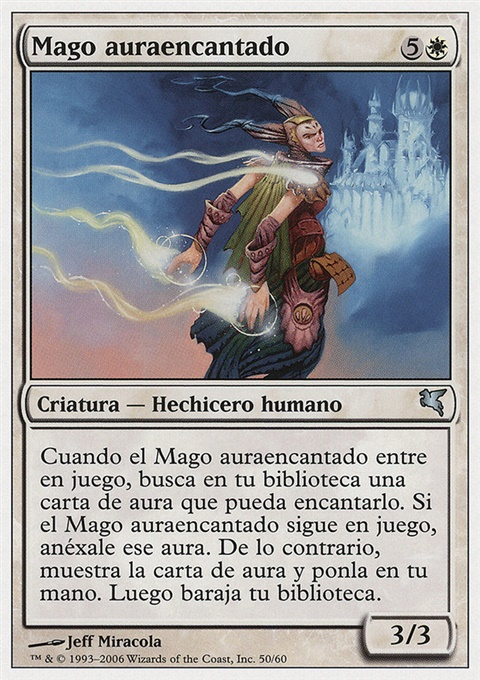 Mago auraencantado 5
Criatura — Hechicero humano
Cuando el Mago auraencantado entre
en juego, busca en tu biblioteca una
carta de aura que pueda encantarlo. Si
el Mago auraencantado sigue en juego,
anéxale ese aura. De lo contrario,
muestra la carta de aura y ponla en tu
mano. Luego baraja tu biblioteca.
Jeff Miracola
3/3
™ & © 1993–2006 Wizards of the Coast, Inc. 50/60